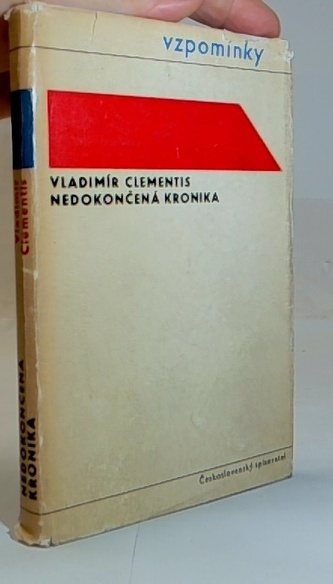 vzpomínky
VLADIMÍR CLEMENTIS
NEDOKONČENÁ KRONIKA
Československý spisovatel
Vladimír
Clementis
NEDOKONČENÁ
KRONIKA